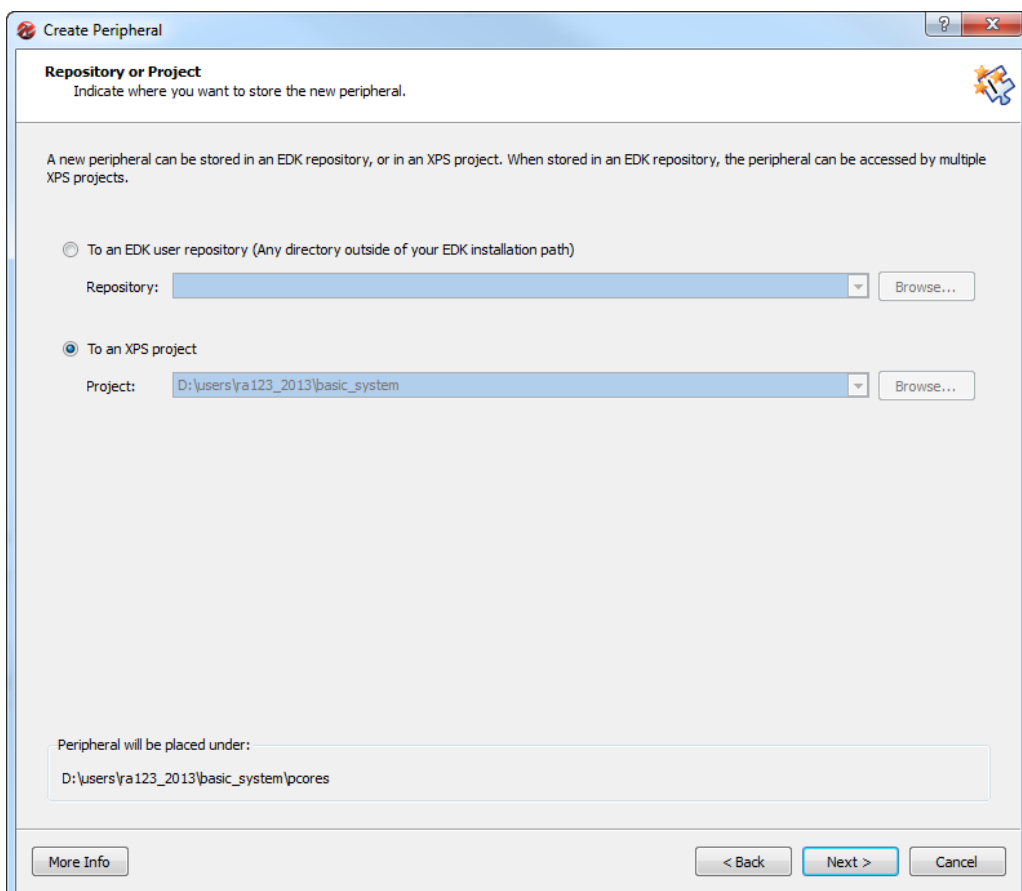 Create Peripheral
Repository or Project
Indicate where you want to store the new peripheral.
A new peripheral can be stored in an EDK repository, or in an XPS project. When stored in an EDK repository, the peripheral can be accessed by multiple
XPS projects.
To an EDK user repository (Any directory outside of your EDK installation path)
Repository:
Browse...
To an XPS project
Project:
D:\users\ra123_2013\basic_system
Browse...
Peripheral will be placed under:
D:\users\ra123_2013\basic_system\pcores
More Info
< Back
Next >
Cancel